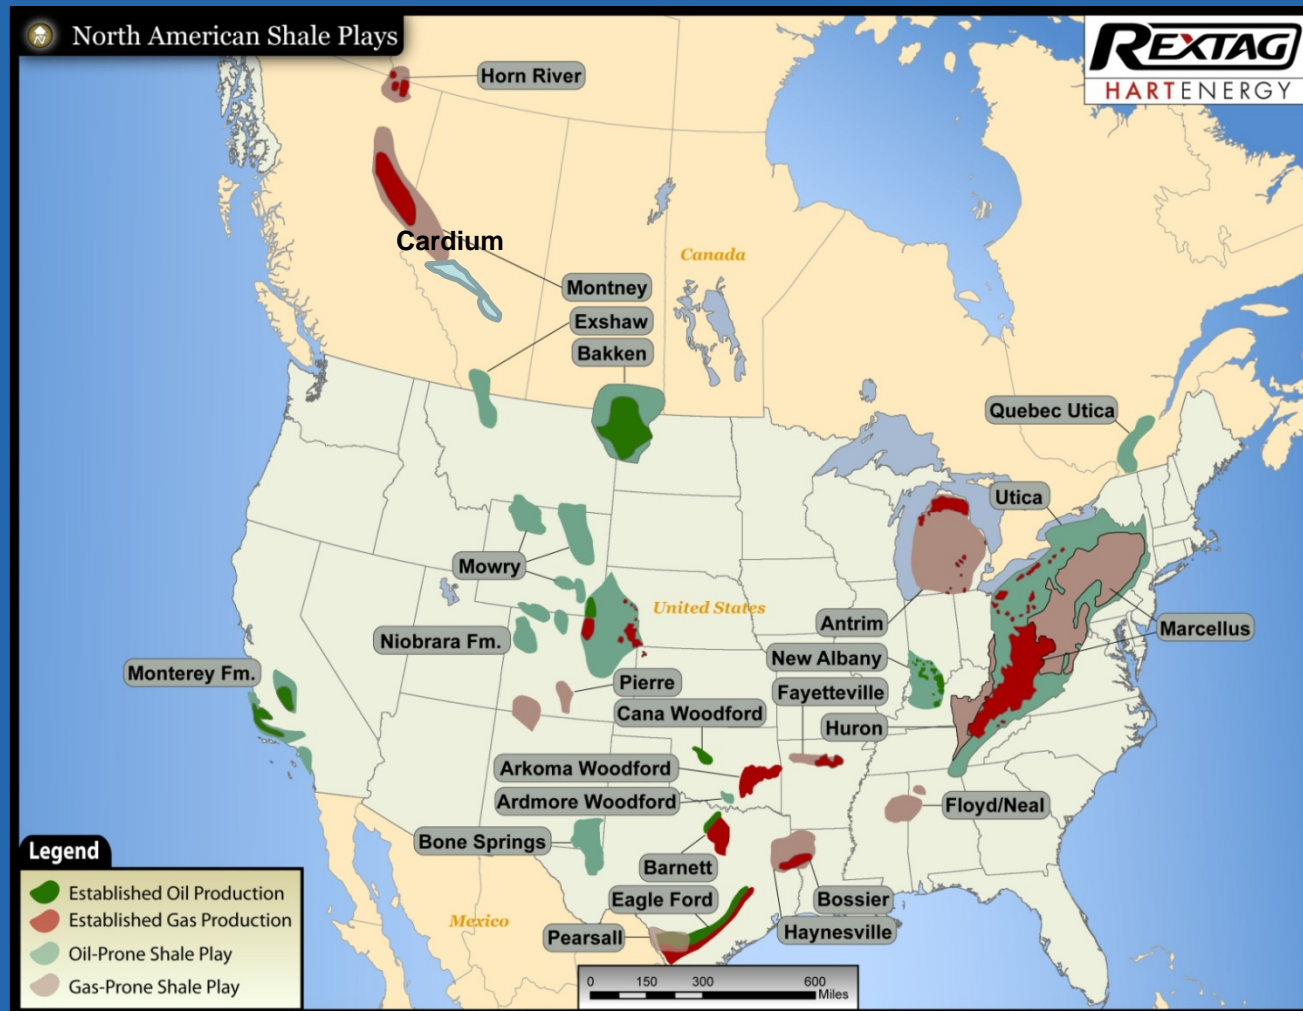 North American Shale Plays
REXTAG
HARTENERGY
N
Horn River
Cardium
Canada
Montney
Exshaw
Bakken
Quebec Utica
Utica
Mowry
United States
Antrim
Marcellus
Niobrara Fm.
New Albany
Monterey Fm.
Pierre
Fayetteville
Cana Woodford
Huron
Arkoma Woodford
Ardmore Woodford
Floyd/Neal
Bone Springs
Barnett
Eagle Ford
Bossier
Mexico
Pearsall
Haynesville
Legend
Established Oil Production
Established Gas Production
Oil-Prone Shale Play
Gas-Prone Shale Play
0 150 300 600
Miles